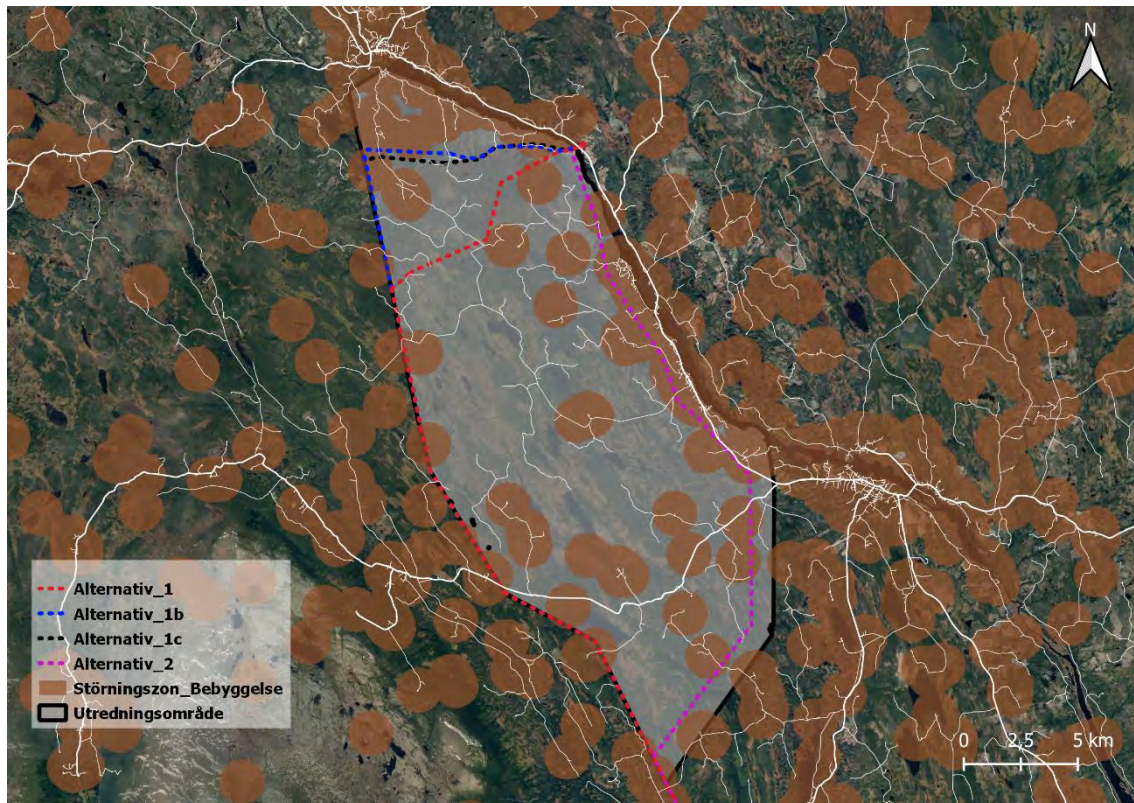 N
Alternativ_1
Alternativ_1b
Alternativ_1c
Alternativ_2
Störningszon_Bebyggelse
Utredningsområde
0 2,5 5 km